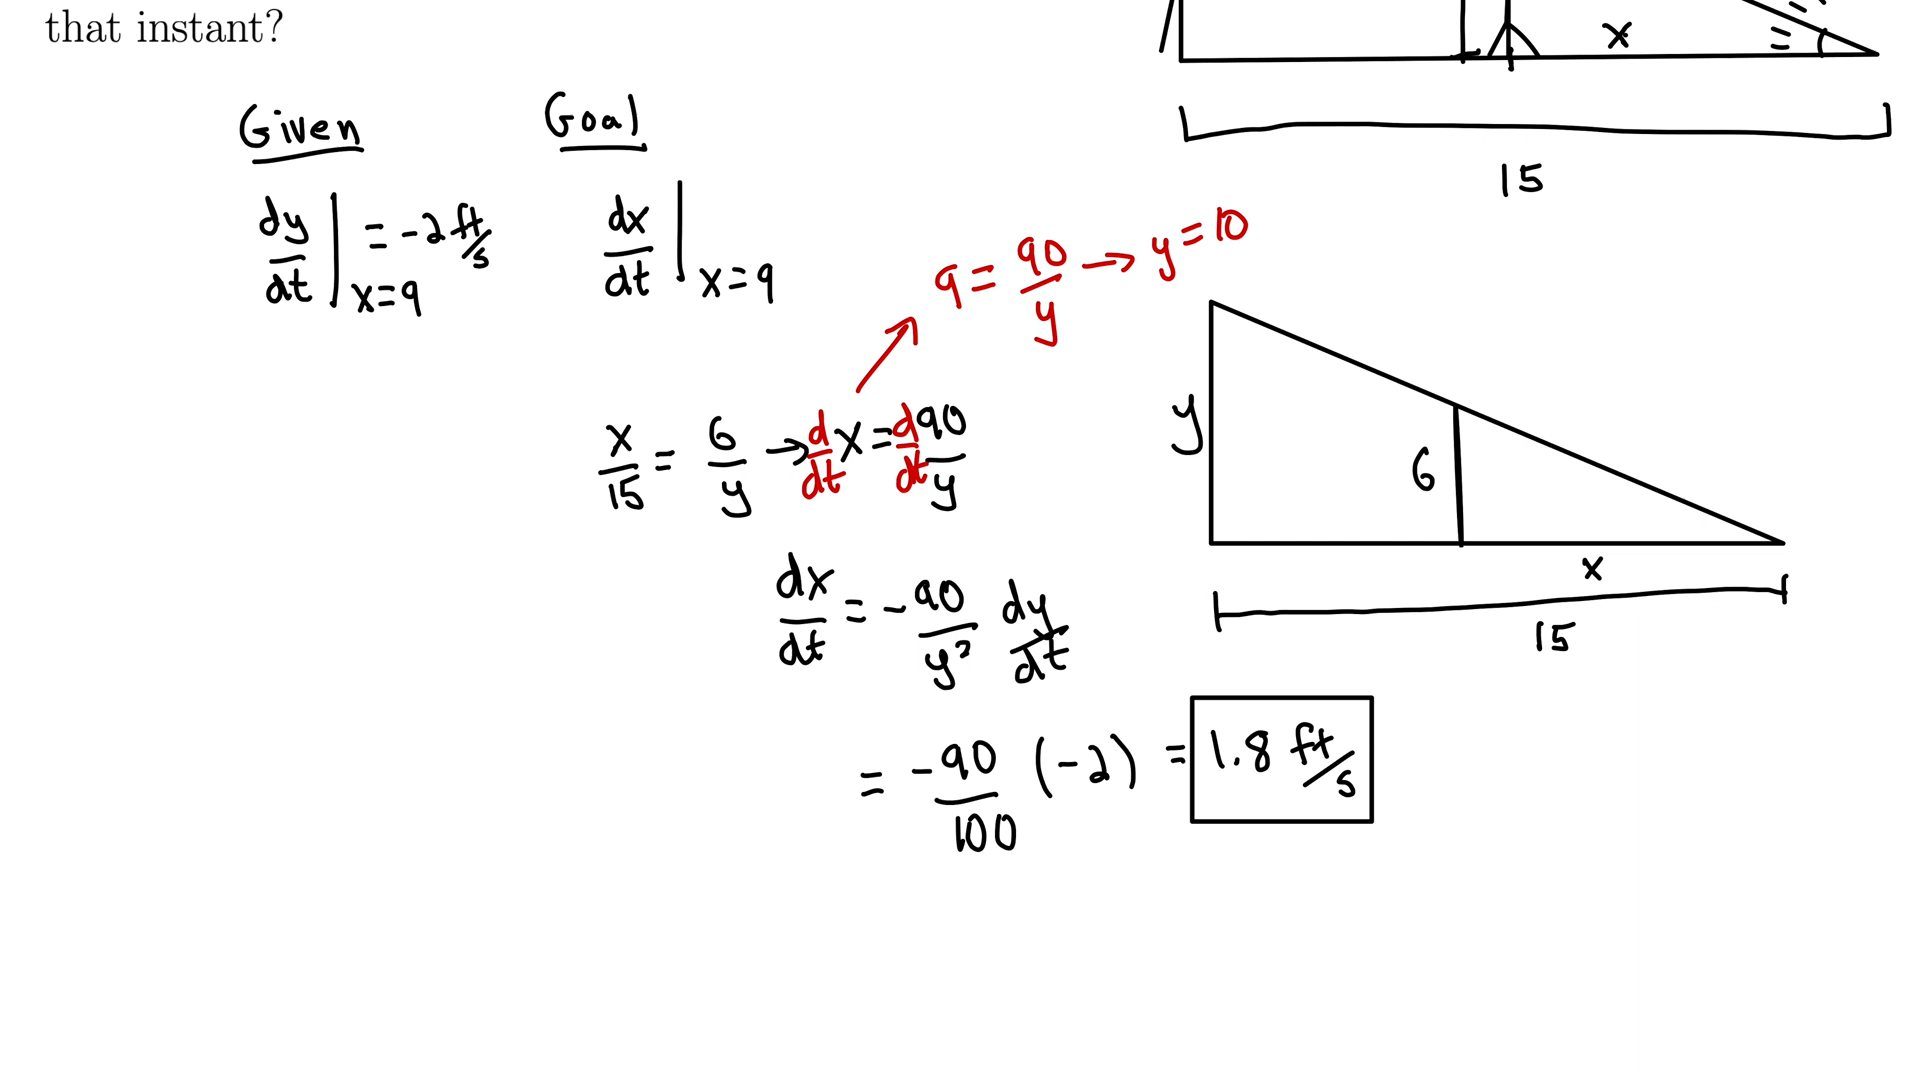 that instant?
x
15
Given Goal
dy/dt | x=9 = -2 ft/s dx/dt | x=9
9 = 90/y → y = 10
x/15 = 6/y → d/dt x = d/dt 90/y
y
6
x
15
dx/dt = - 90/y² dy/dt
= -90/100 (-2) = 1.8 ft/s